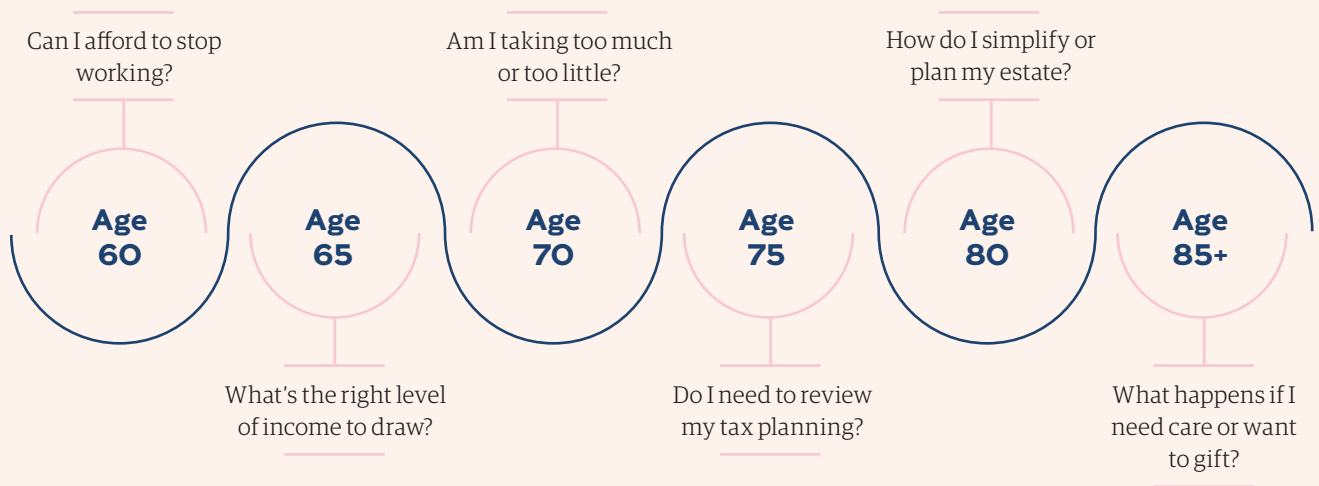 Can I afford to stop
working?
Am I taking too much
or too little?
How do I simplify or
plan my estate?
Age
60
Age
65
Age
70
Age
75
Age
80
Age
85+
What’s the right level
of income to draw?
Do I need to review
my tax planning?
What happens if I
need care or want
to gift?